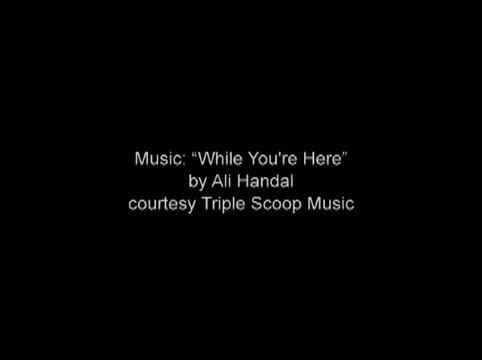 Music: “While You're Here”
by Ali Handal
courtesy Triple Scoop Music